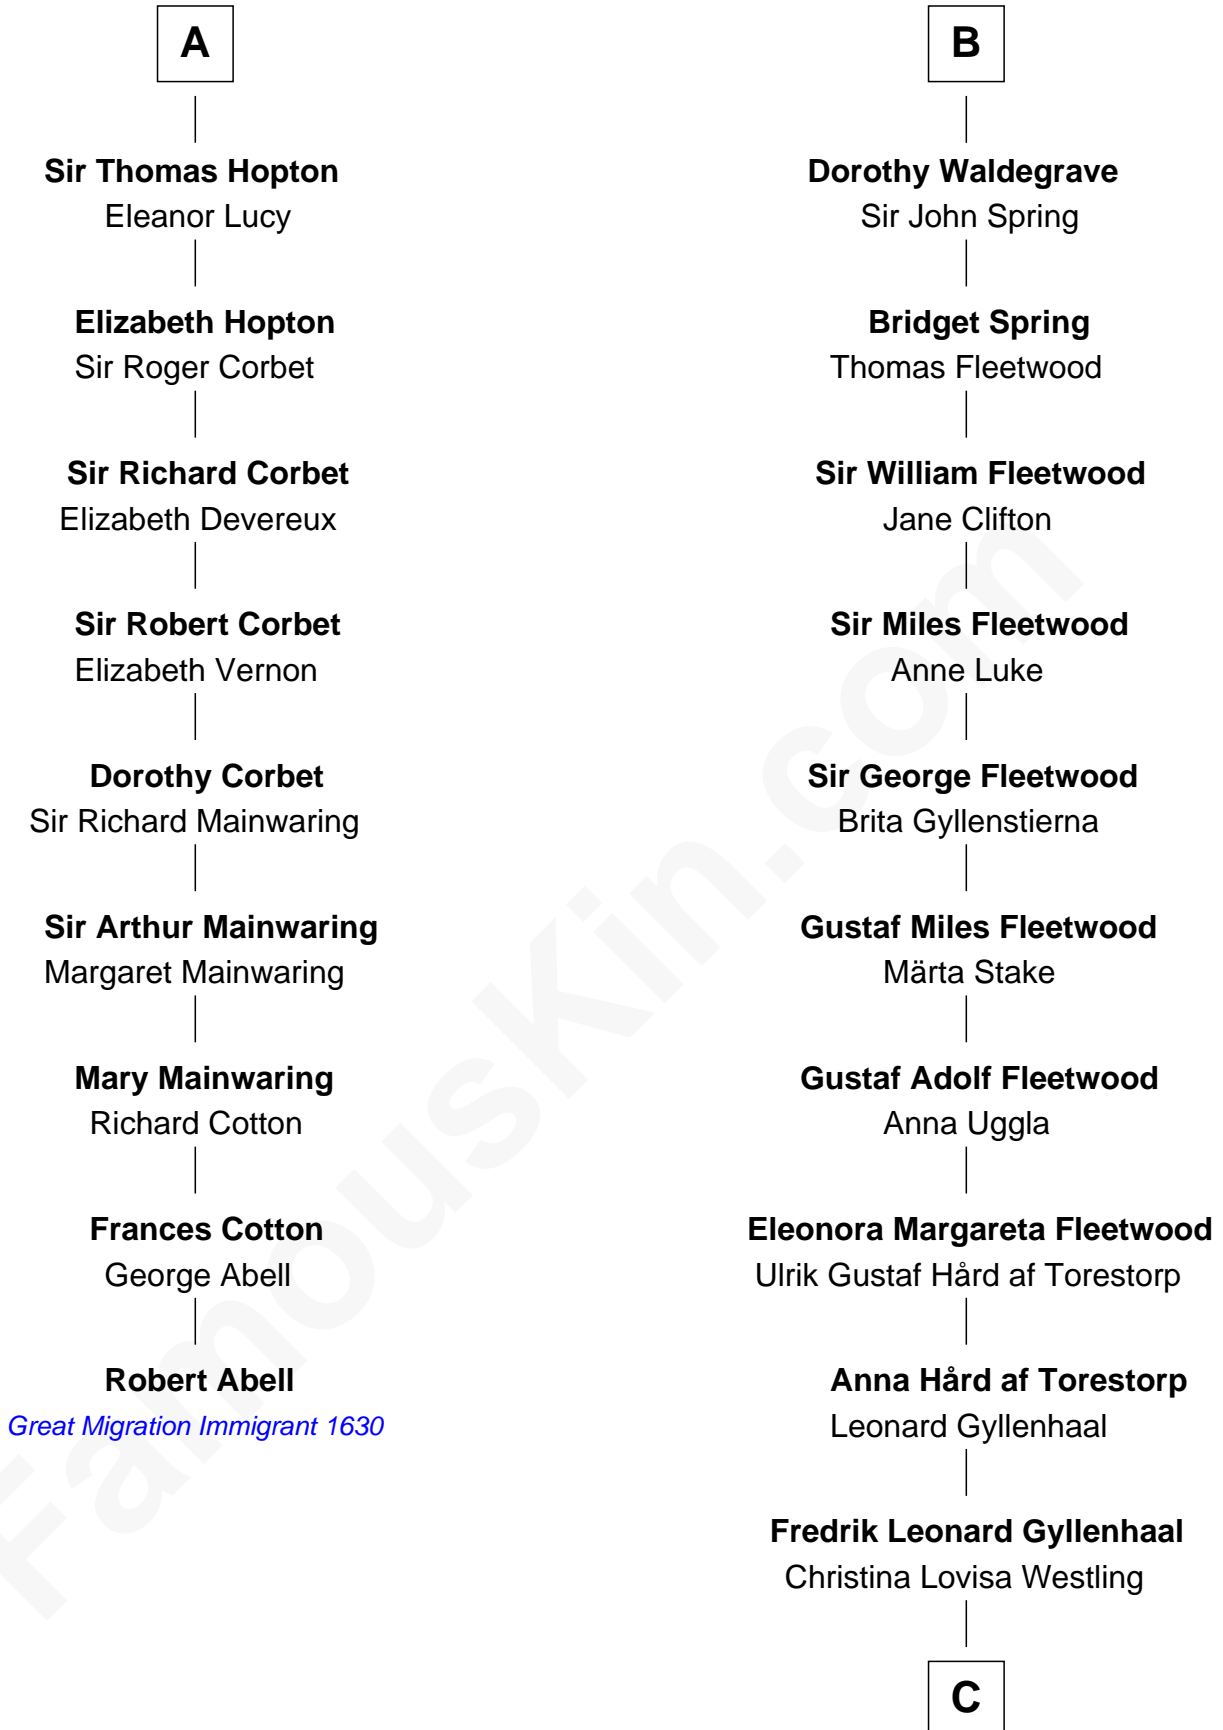 A
Sir Thomas Hopton
Eleanor Lucy
Elizabeth Hopton
Sir Roger Corbet
Sir Richard Corbet
Elizabeth Devereux
Sir Robert Corbet
Elizabeth Vernon
Dorothy Corbet
Sir Richard Mainwaring
Sir Arthur Mainwaring
Margaret Mainwaring
Mary Mainwaring
Richard Cotton
Frances Cotton
George Abell
Robert Abell
Great Migration Immigrant 1630
B
Dorothy Waldegrave
Sir John Spring
Bridget Spring
Thomas Fleetwood
Sir William Fleetwood
Jane Clifton
Sir Miles Fleetwood
Anne Luke
Sir George Fleetwood
Brita Gyllenstierna
Gustaf Miles Fleetwood
Märta Stake
Gustaf Adolf Fleetwood
Anna Uggla
Eleonora Margareta Fleetwood
Ulrik Gustaf Hård af Torestorp
Anna Hård af Torestorp
Leonard Gyllenhaal
Fredrik Leonard Gyllenhaal
Christina Lovisa Westling
C
FamousKin.com